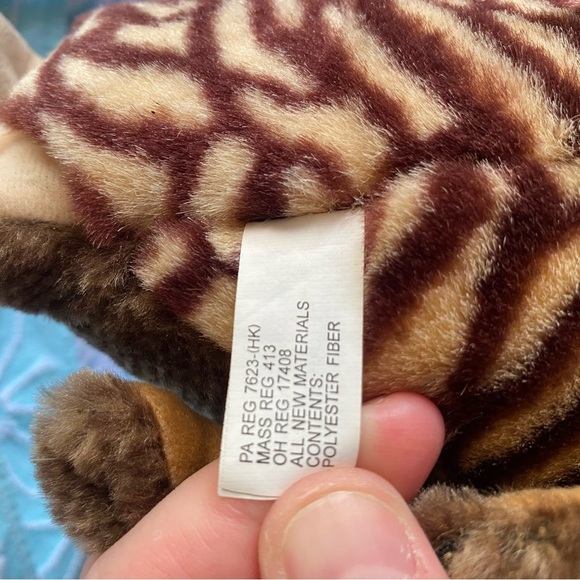 PA REG 7623-(HK)
MASS REG 413
OH REG 17408
ALL NEW MATERIALS
CONTENTS:
POLYESTER FIBER